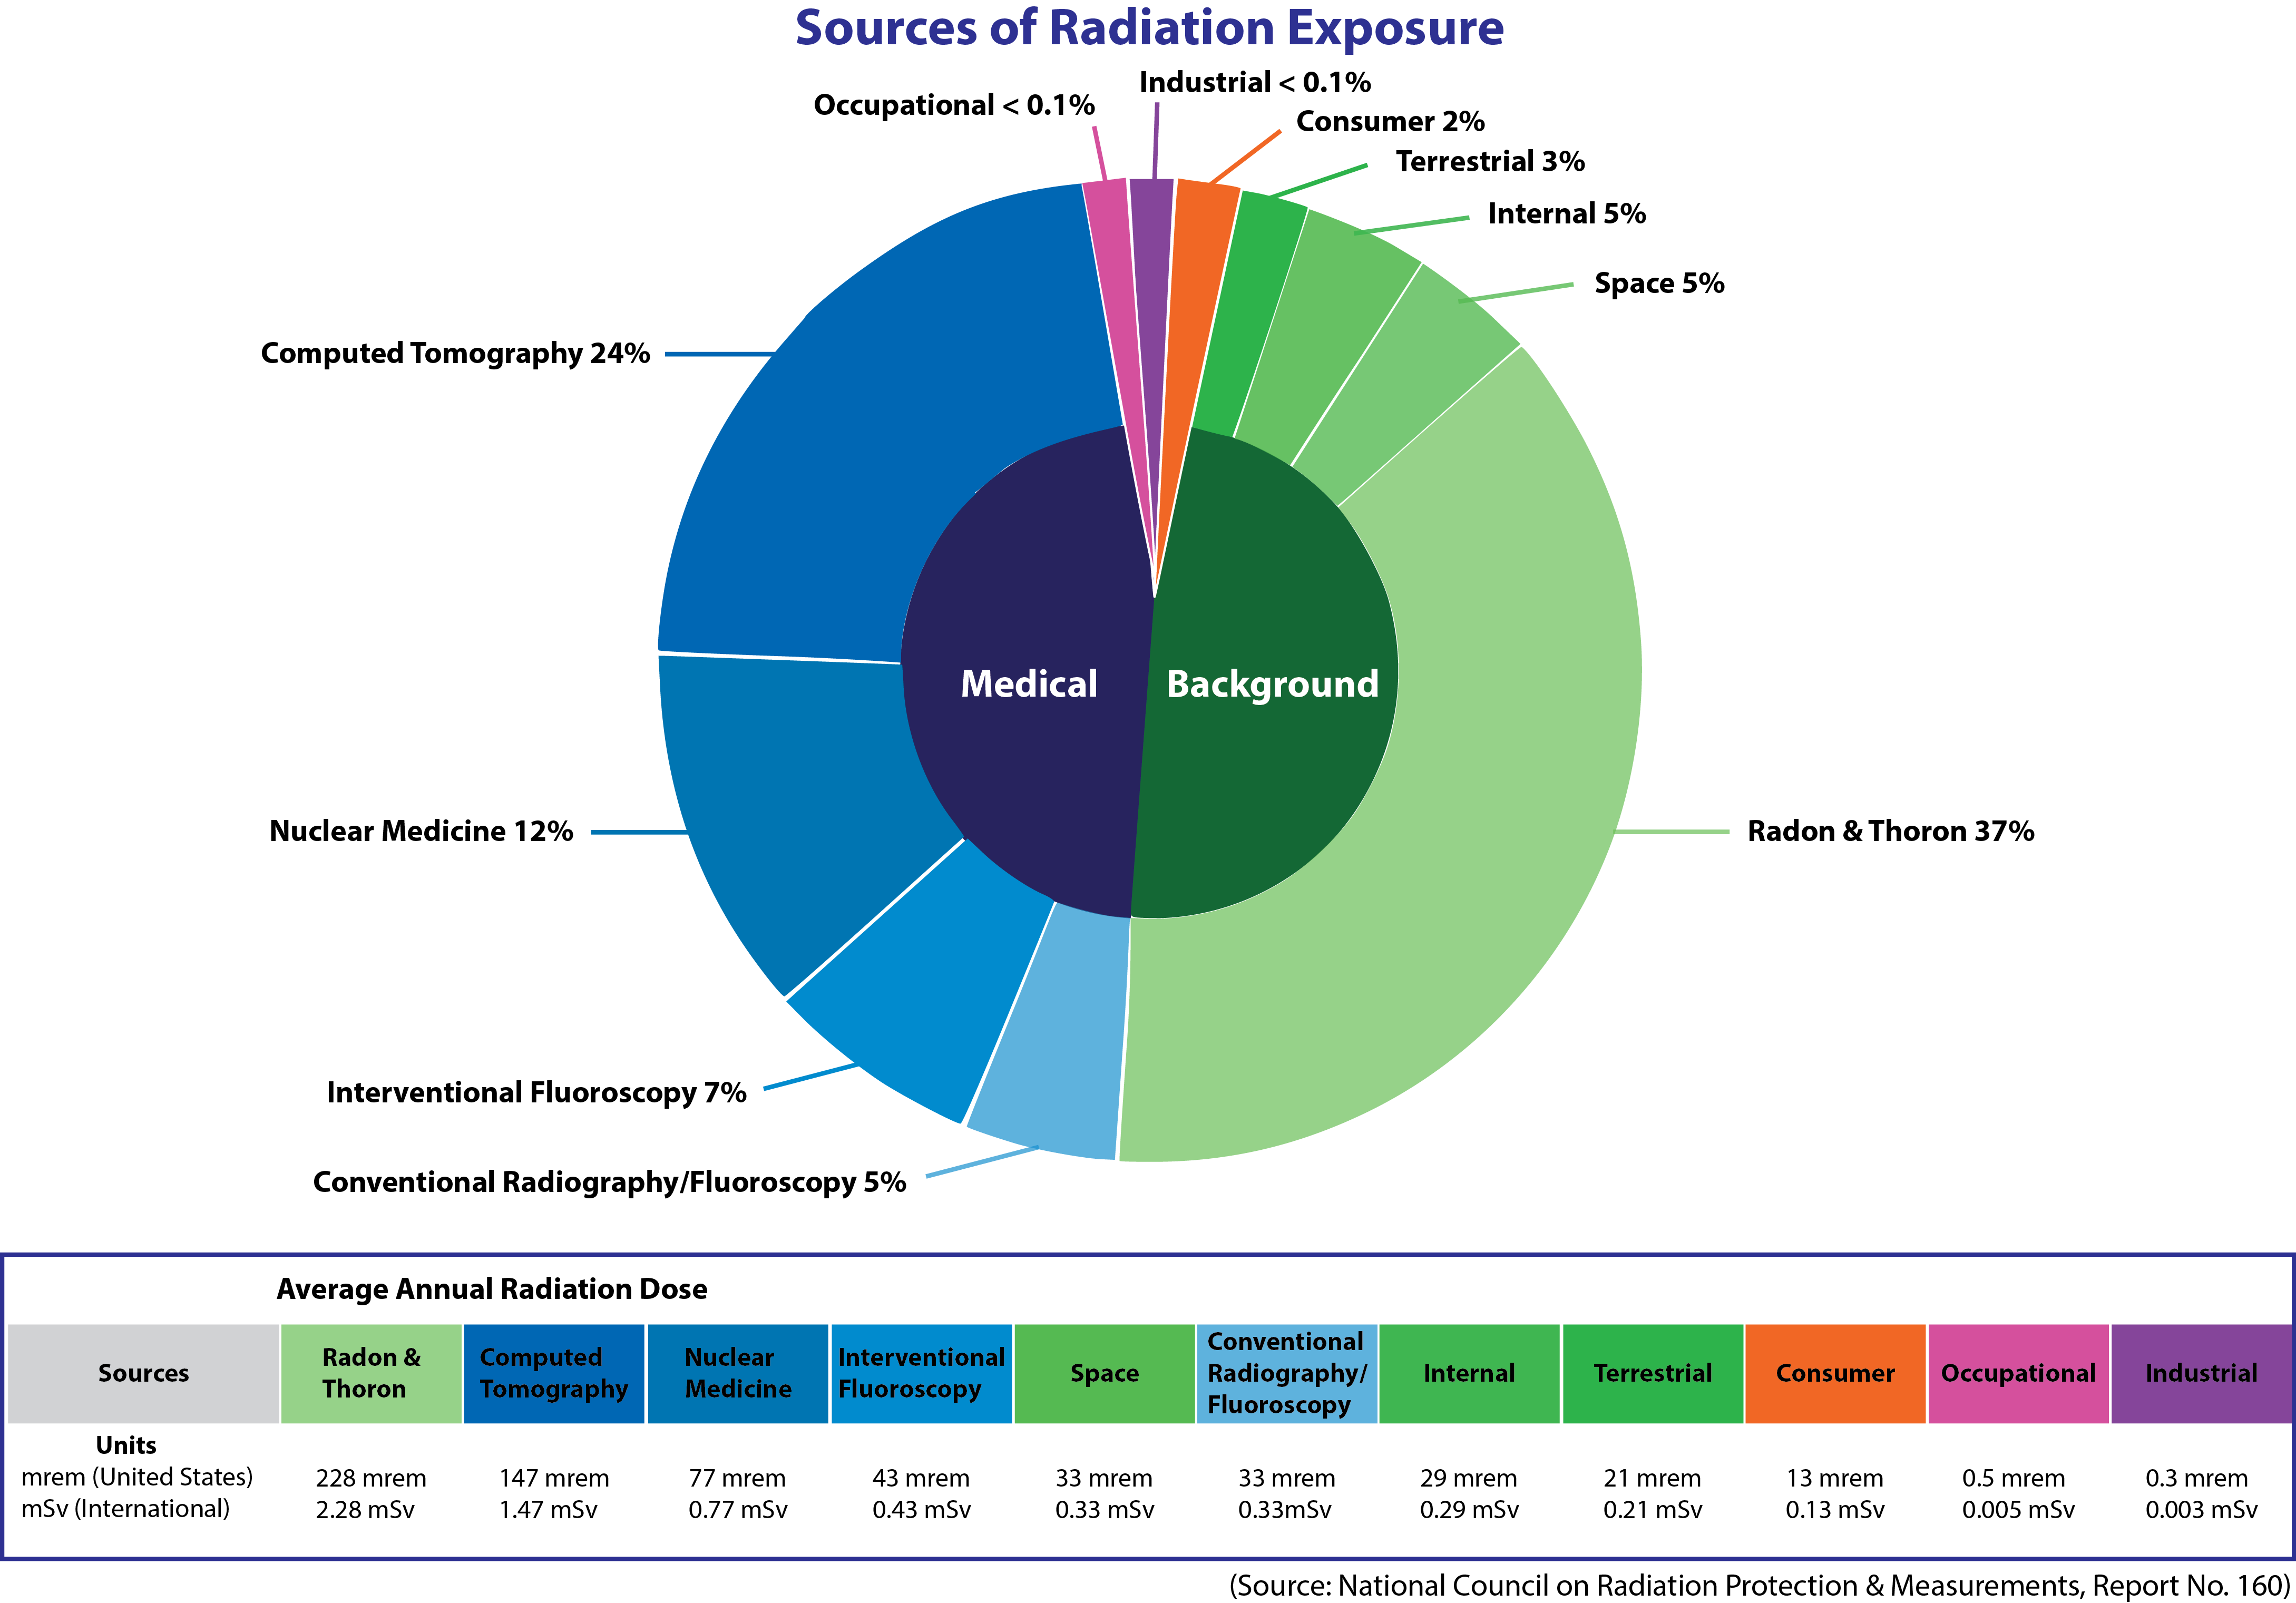 Sources of Radiation Exposure
Industrial < 0.1%
Occupational < 0.1%
Consumer 2%
Terrestrial 3%
Internal 5%
Space 5%
Computed Tomography 24%
Medical
Background
Nuclear Medicine 12%
Radon & Thoron 37%
Interventional Fluoroscopy 7%
Conventional Radiography/Fluoroscopy 5%
Average Annual Radiation Dose
Sources
Radon &
Thoron
Computed
Tomography
Nuclear
Medicine
Interventional
Fluoroscopy
Space
Conventional
Radiography/
Fluoroscopy
Internal
Terrestrial
Consumer
Occupational
Industrial
Units
mrem (United States) 228 mrem 147 mrem 77 mrem 43 mrem 33 mrem 33 mrem 29 mrem 21 mrem 13 mrem 0.5 mrem 0.3 mrem
mSv (International) 2.28 mSv 1.47 mSv 0.77 mSv 0.43 mSv 0.33 mSv 0.33mSv 0.29 mSv 0.21 mSv 0.13 mSv 0.005 mSv 0.003 mSv
(Source: National Council on Radiation Protection & Measurements, Report No. 160)